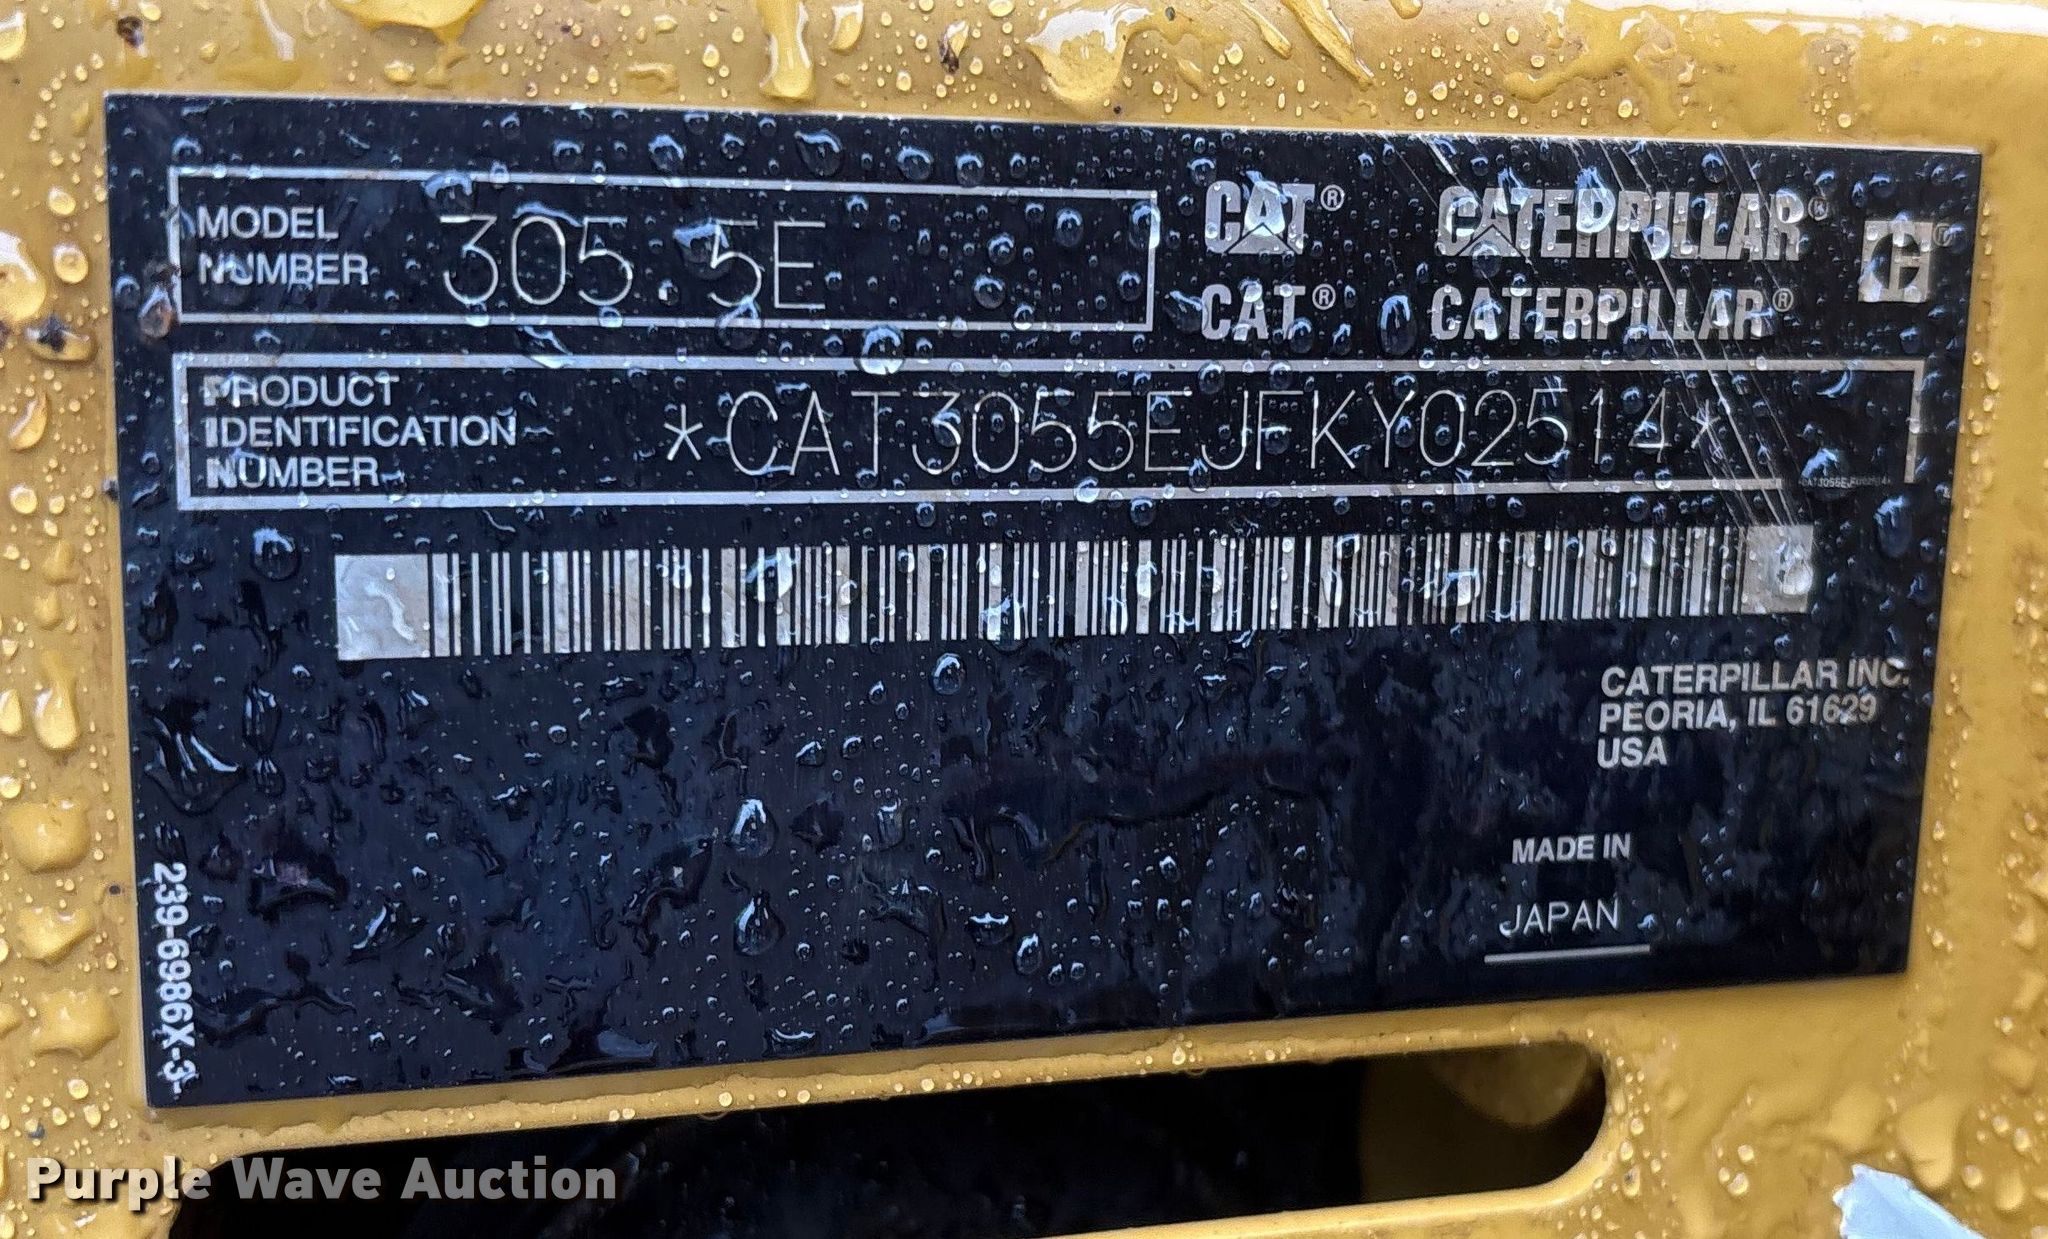 MODEL
NUMBER
305.5E
CAT® CATERPILLAR®
CAT® CATERPILLAR®
PRODUCT
IDENTIFICATION
NUMBER
*CAT3055EJFKY02514*
CATERPILLAR INC.
PEORIA, IL 61629
USA
MADE IN
JAPAN
239-6986X-3
Purple Wave Auction